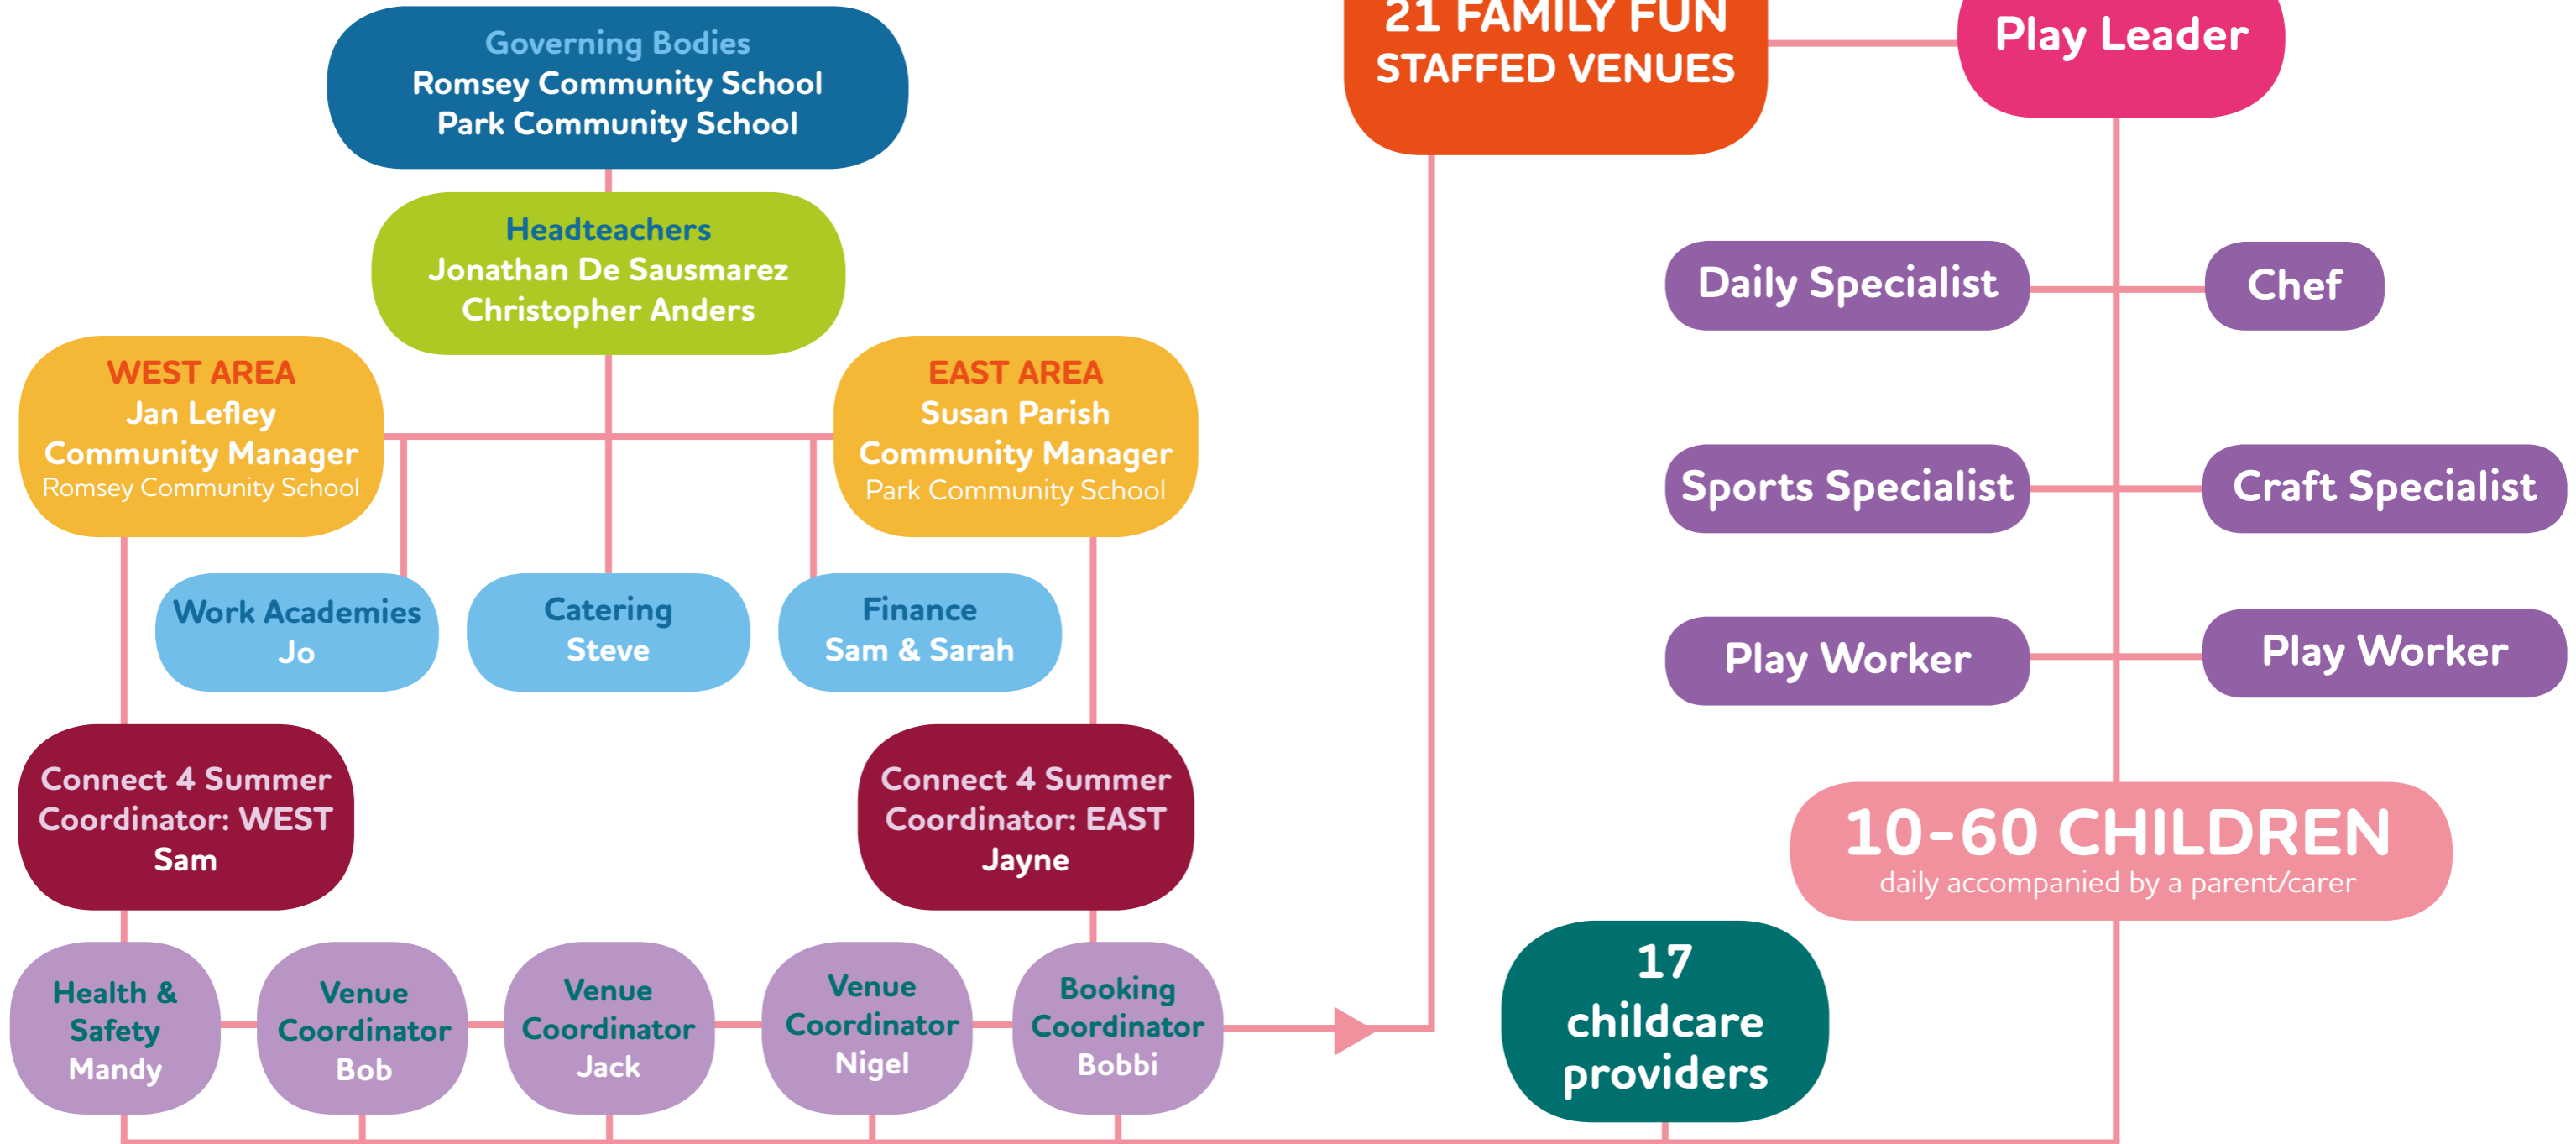 Governing Bodies
Romsey Community School
Park Community School
Headteachers
Jonathan De Sausmarez
Christopher Anders
WEST AREA
Jan Lefley
Community Manager
Romsey Community School
EAST AREA
Susan Parish
Community Manager
Park Community School
Work Academies
Jo
Catering
Steve
Finance
Sam & Sarah
Connect 4 Summer
Coordinator: WEST
Sam
Connect 4 Summer
Coordinator: EAST
Jayne
Health &
Safety
Mandy
Venue
Coordinator
Bob
Venue
Coordinator
Jack
Venue
Coordinator
Nigel
Booking
Coordinator
Bobbi
21 FAMILY FUN
STAFFED VENUES
Play Leader
Daily Specialist
Chef
Sports Specialist
Craft Specialist
Play Worker
Play Worker
10-60 CHILDREN
daily accompanied by a parent/carer
17
childcare
providers